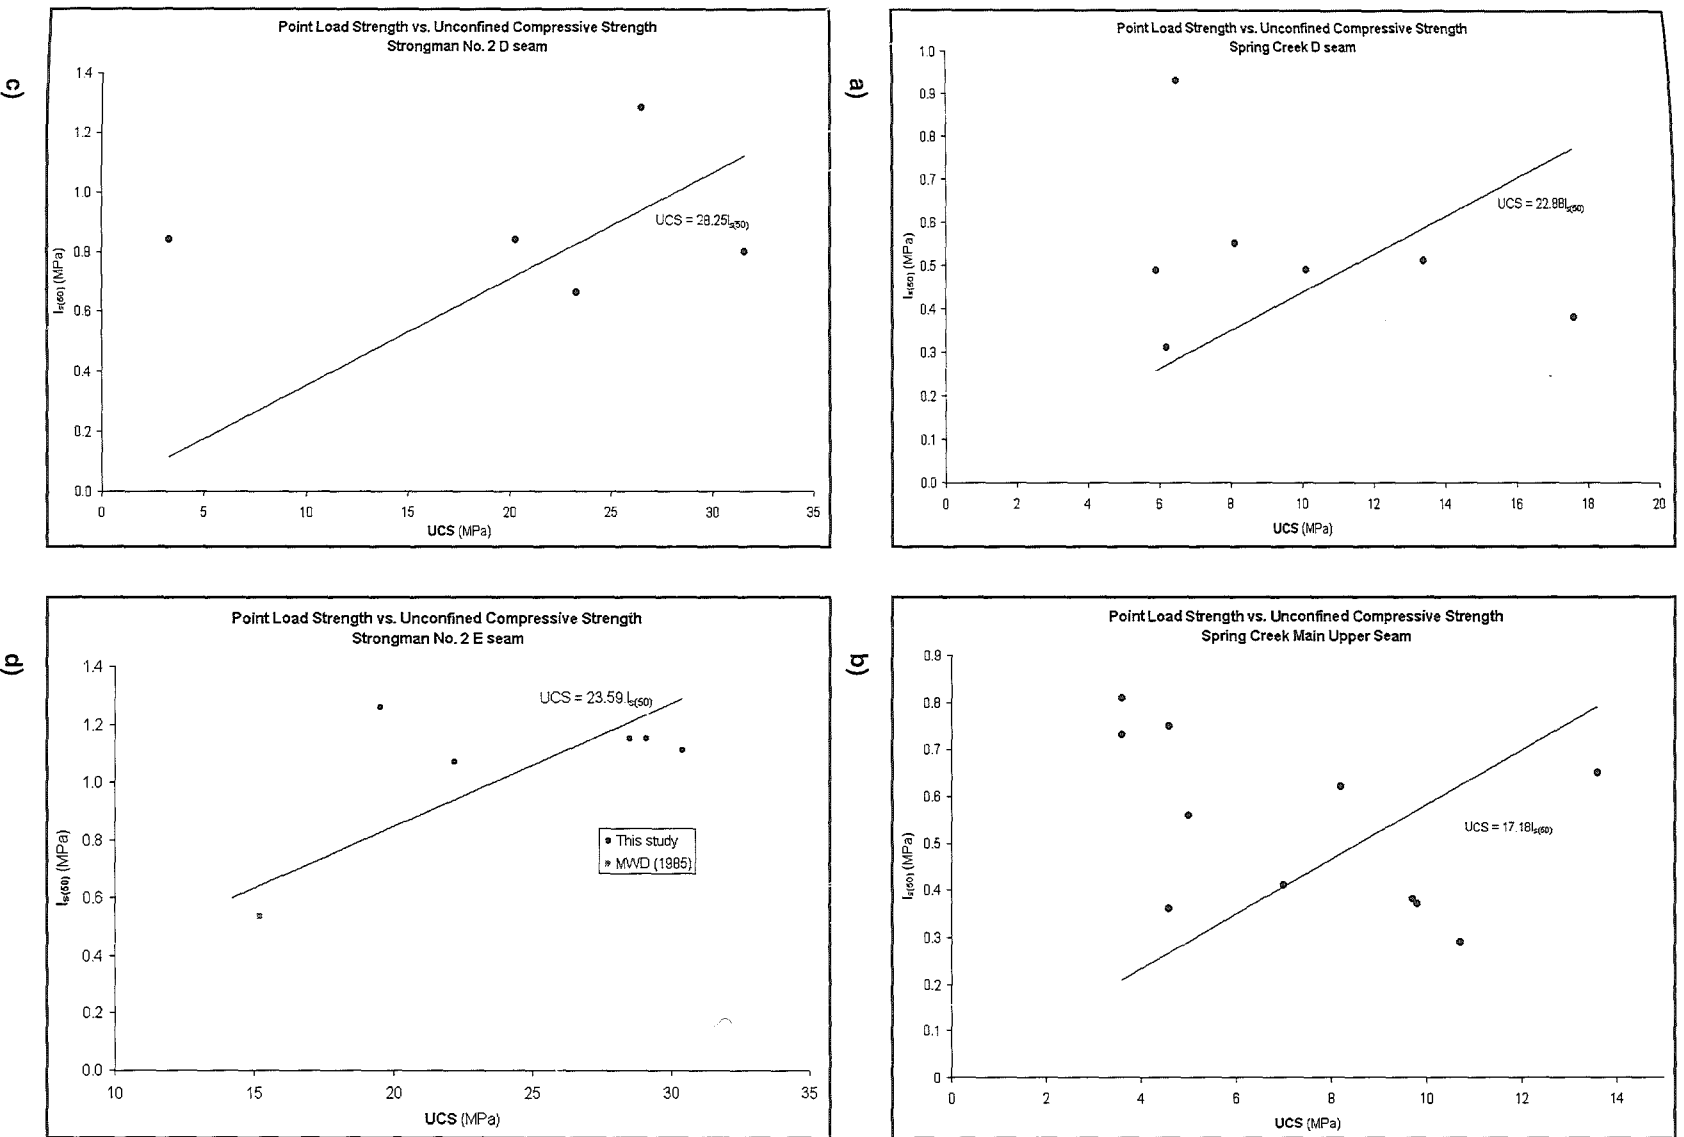 c)
Point Load Strength vs. Unconfined Compressive Strength
Strongman No. 2 D seam
1.4
1.2
1.0
0.8
0.6
0.4
0.2
0.0
I_s(50) (MPa)
UCS = 28.25I_s(50)
0 5 10 15 20 25 30 35
UCS (MPa)
a)
Point Load Strength vs. Unconfined Compressive Strength
Spring Creek D seam
1.0
0.9
0.8
0.7
0.6
0.5
0.4
0.3
0.2
0.1
0.0
I_s(50) (MPa)
UCS = 22.88I_s(50)
0 2 4 6 8 10 12 14 16 18 20
UCS (MPa)
d)
Point Load Strength vs. Unconfined Compressive Strength
Strongman No. 2 E seam
1.4
1.2
1.0
0.8
0.6
0.4
0.2
0.0
I_s(50) (MPa)
UCS = 23.59 I_s(50)
This study
MWD (1985)
10 15 20 25 30 35
UCS (MPa)
b)
Point Load Strength vs. Unconfined Compressive Strength
Spring Creek Main Upper Seam
0.9
0.8
0.7
0.6
0.5
0.4
0.3
0.2
0.1
0
I_s(50) (MPa)
UCS = 17.18I_s(50)
0 2 4 6 8 10 12 14
UCS (MPa)